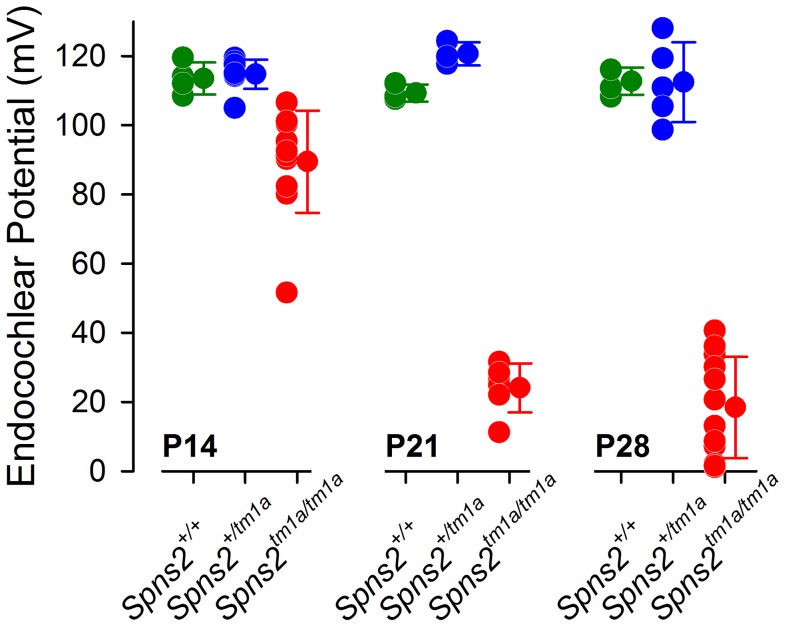 Endocochlear Potential (mV)
120
100
80
60
40
20
0
P14
P21
P28
Spns2+/+
Spns2+/tm1a
Spns2tm1a/tm1a
Spns2+/+
Spns2+/tm1a
Spns2tm1a/tm1a
Spns2+/+
Spns2+/tm1a
Spns2tm1a/tm1a